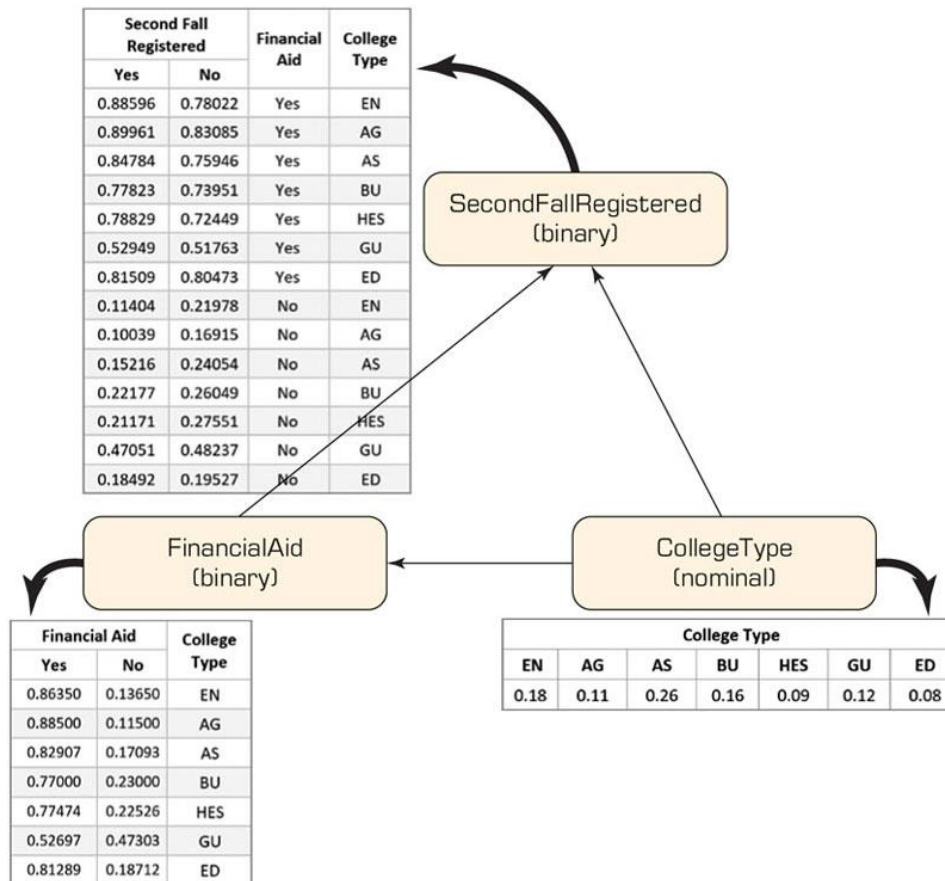 Second Fall Registered Financial Aid College Type
Yes No
0.88596 0.78022 Yes EN
0.89961 0.83085 Yes AG
0.84784 0.75946 Yes AS
0.77823 0.73951 Yes BU
0.78829 0.72449 Yes HES
0.52949 0.51763 Yes GU
0.81509 0.80473 Yes ED
0.11404 0.21978 No EN
0.10039 0.16915 No AG
0.15216 0.24054 No AS
0.22177 0.26049 No BU
0.21171 0.27551 No HES
0.47051 0.48237 No GU
0.18492 0.19527 No ED
SecondFallRegistered
(binary)
FinancialAid
(binary)
CollegeType
(nominal)
Financial Aid College Type
Yes No
0.86350 0.13650 EN
0.88500 0.11500 AG
0.82907 0.17093 AS
0.77000 0.23000 BU
0.77474 0.22526 HES
0.52697 0.47303 GU
0.81289 0.18712 ED
College Type
EN AG AS BU HES GU ED
0.18 0.11 0.26 0.16 0.09 0.12 0.08